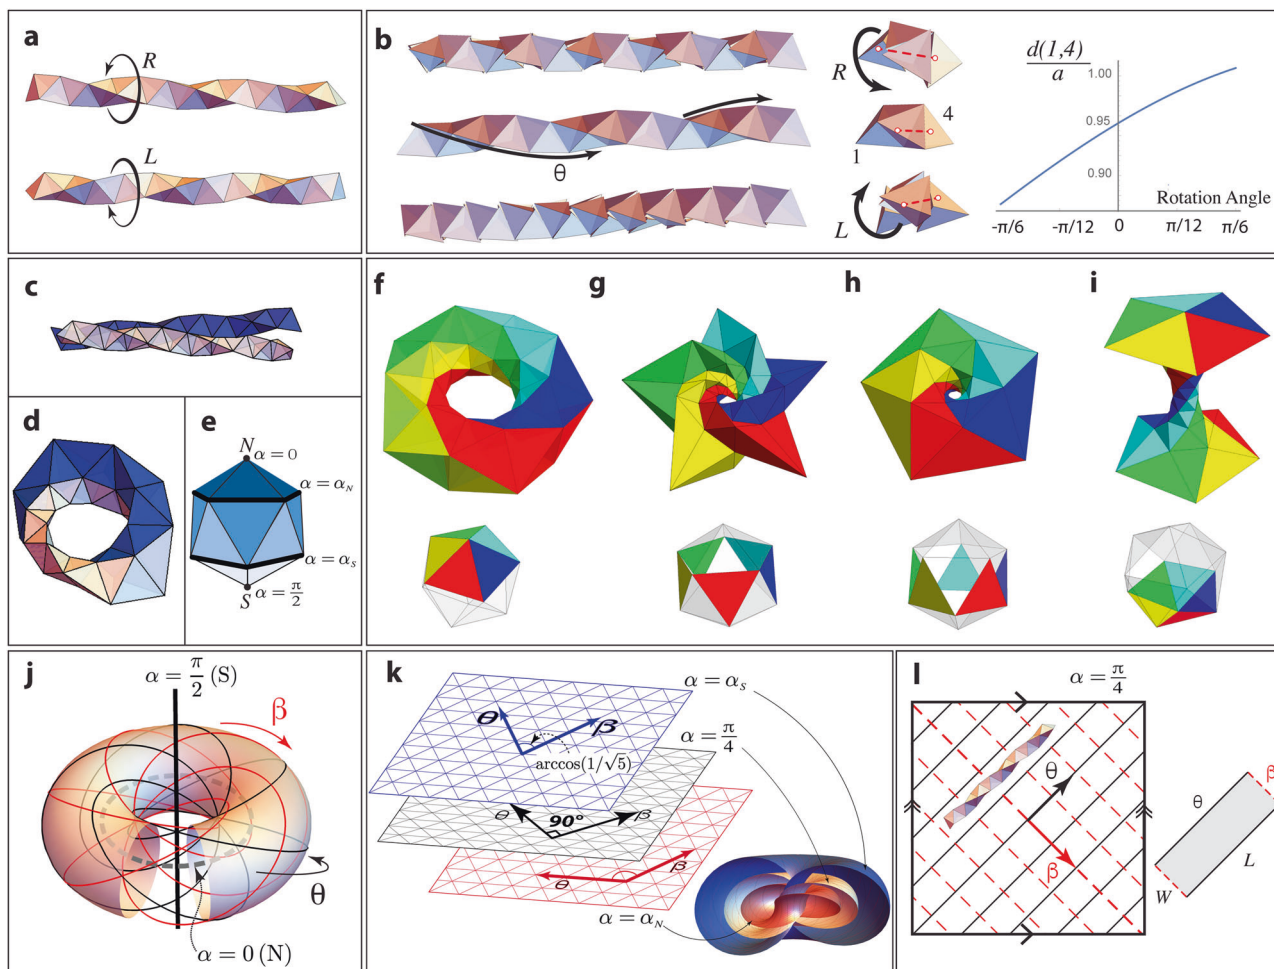 a
R
L
b
θ
R
4
1
L
d(1,4)
a
1.00
0.95
0.90
Rotation Angle
-π/6
-π/12
0
π/12
π/6
c
d
e
N
α=0
α=α_N
α=α_S
S
α=π/2
f
g
h
i
j
α = π/2 (S)
β
θ
α = 0 (N)
k
α = α_S
θ
β
α = π/4
arccos(1/√5)
θ
90°
β
θ
β
α = α_N
l
α = π/4
θ
β
θ
β
L
W